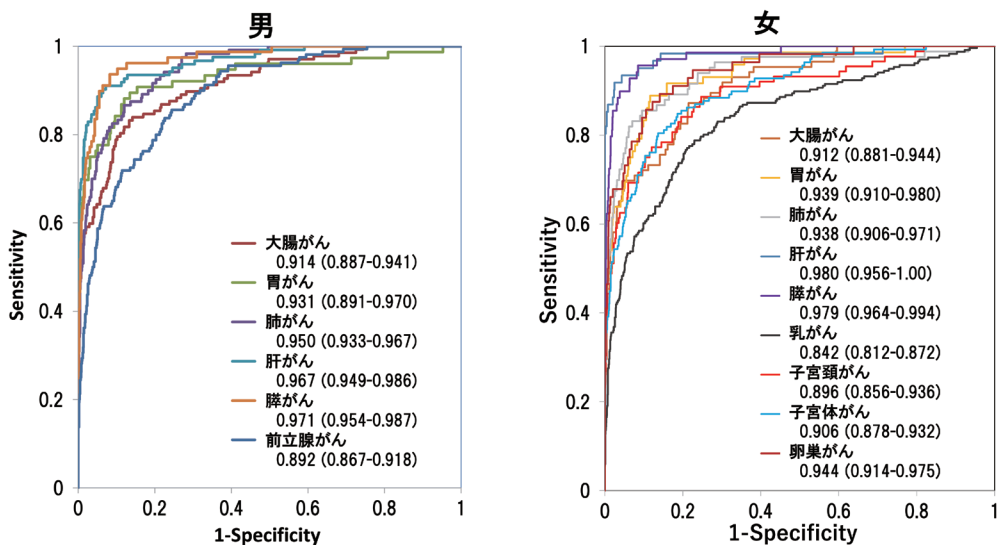 男
1
0.8
0.6
0.4
0.2
0
0
0.2
0.4
0.6
0.8
1
Sensitivity
1-Specificity
大腸がん
0.914 (0.887-0.941)
胃がん
0.931 (0.891-0.970)
肺がん
0.950 (0.933-0.967)
肝がん
0.967 (0.949-0.986)
膵がん
0.971 (0.954-0.987)
前立腺がん
0.892 (0.867-0.918)
女
1
0.8
0.6
0.4
0.2
0
0
0.2
0.4
0.6
0.8
1
Sensitivity
1-Specificity
大腸がん
0.912 (0.881-0.944)
胃がん
0.939 (0.910-0.980)
肺がん
0.938 (0.906-0.971)
肝がん
0.980 (0.956-1.00)
膵がん
0.979 (0.964-0.994)
乳がん
0.842 (0.812-0.872)
子宮頚がん
0.896 (0.856-0.936)
子宮体がん
0.906 (0.878-0.932)
卵巣がん
0.944 (0.914-0.975)